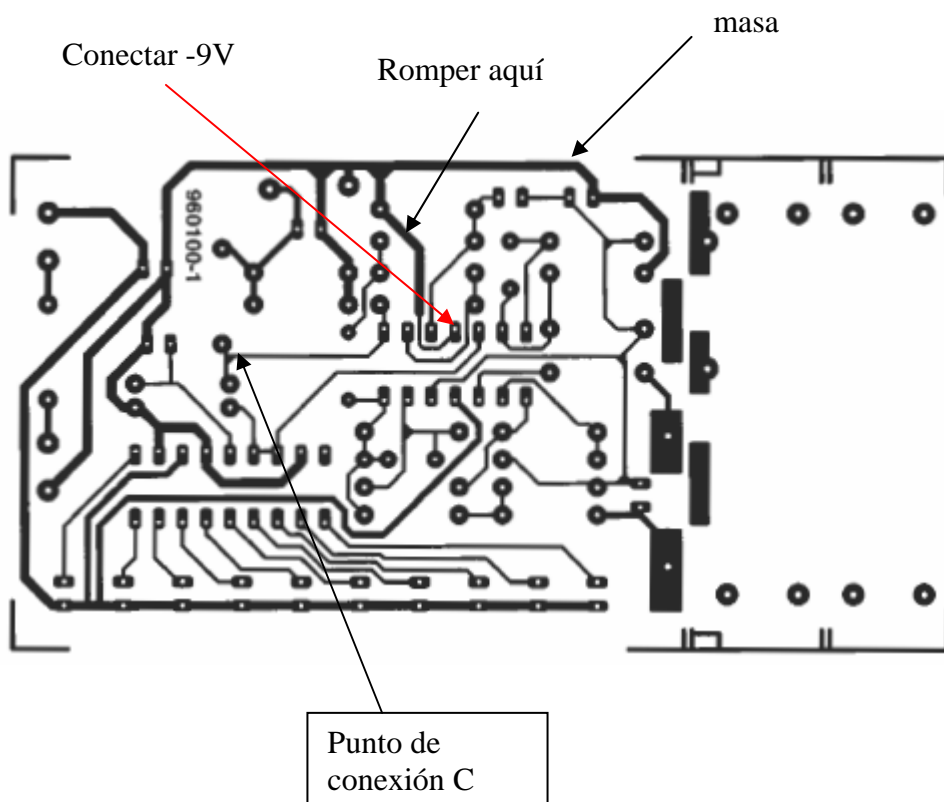 masa
Conectar -9V
Romper aquí
960100-1
Punto de
conexión C